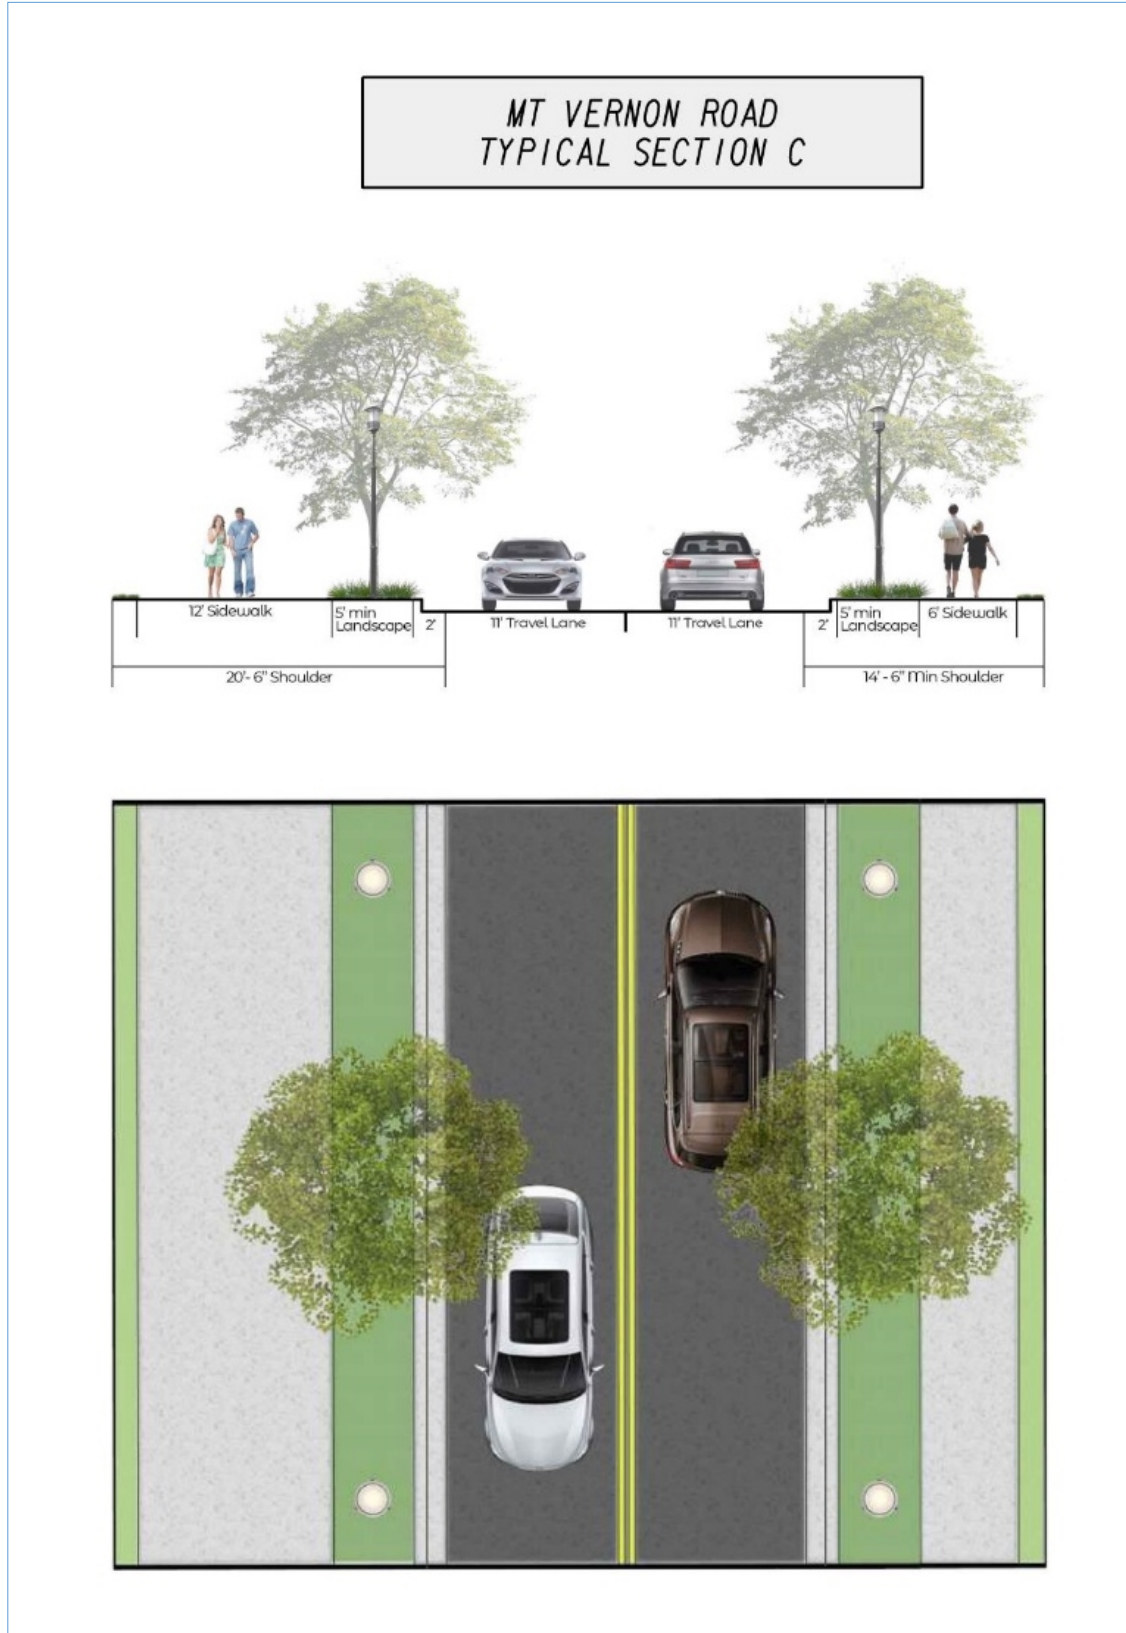 MT VERNON ROAD
TYPICAL SECTION C
12' Sidewalk
5' min
Landscape
2'
11' Travel Lane
11' Travel Lane
2'
5' min
Landscape
6' Sidewalk
20'- 6" Shoulder
14' - 6" Min Shoulder